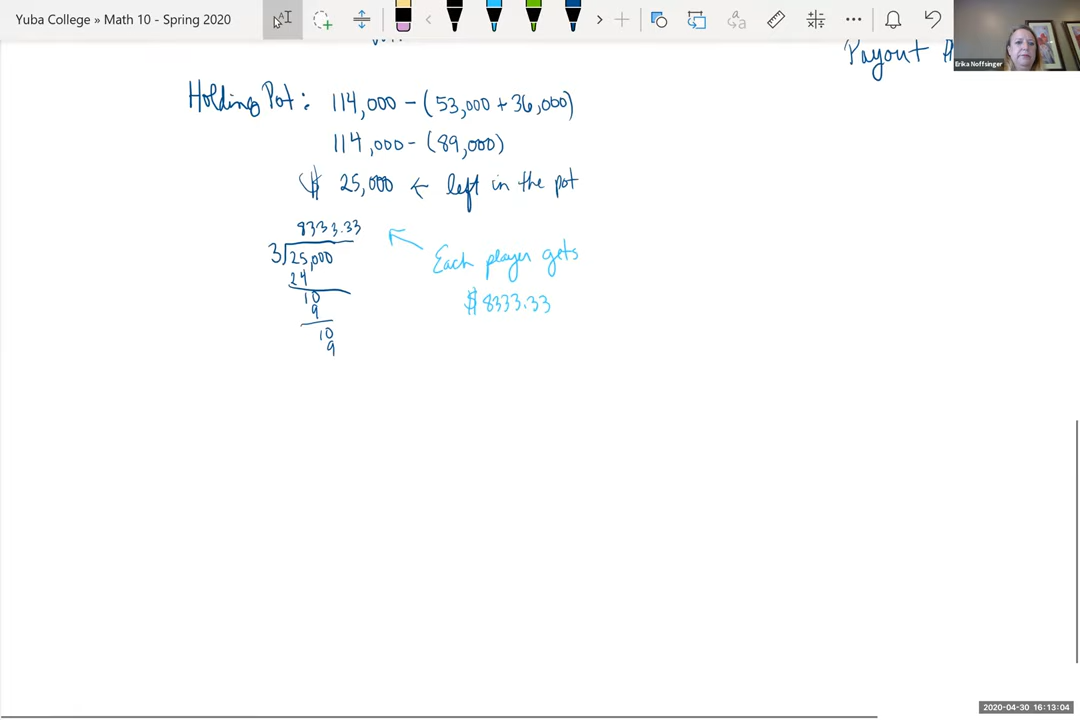 Yuba College » Math 10 - Spring 2020
Erika Noffsinger
Payout
Holding Pot: 114,000 - (53,000 + 36,000)
114,000 - (89,000)
$ 25,000 ← left in the pot
8333.33
3 25,000
24
10
9
10
9
Each player gets
$8333.33
2020-04-30 16:13:04